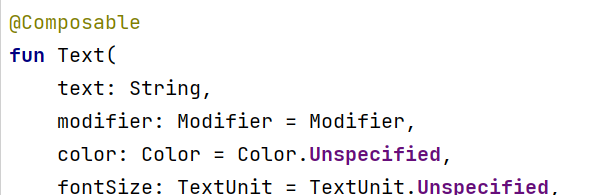 @Composable
fun Text(
    text: String,
    modifier: Modifier = Modifier,
    color: Color = Color.Unspecified,
    fontSize: TextUnit = TextUnit.Unspecified,